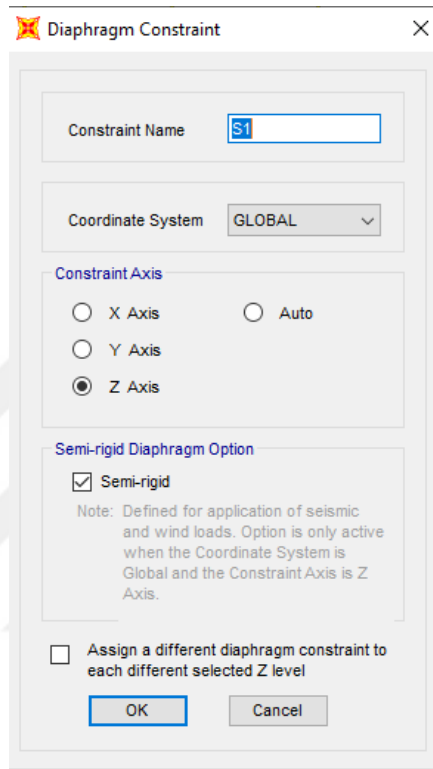 Diaphragm Constraint
Constraint Name S1
Coordinate System GLOBAL
Constraint Axis
X Axis Auto
Y Axis
Z Axis
Semi-rigid Diaphragm Option
Semi-rigid
Note: Defined for application of seismic
and wind loads. Option is only active
when the Coordinate System is
Global and the Constraint Axis is Z
Axis.
Assign a different diaphragm constraint to
each different selected Z level
OK Cancel